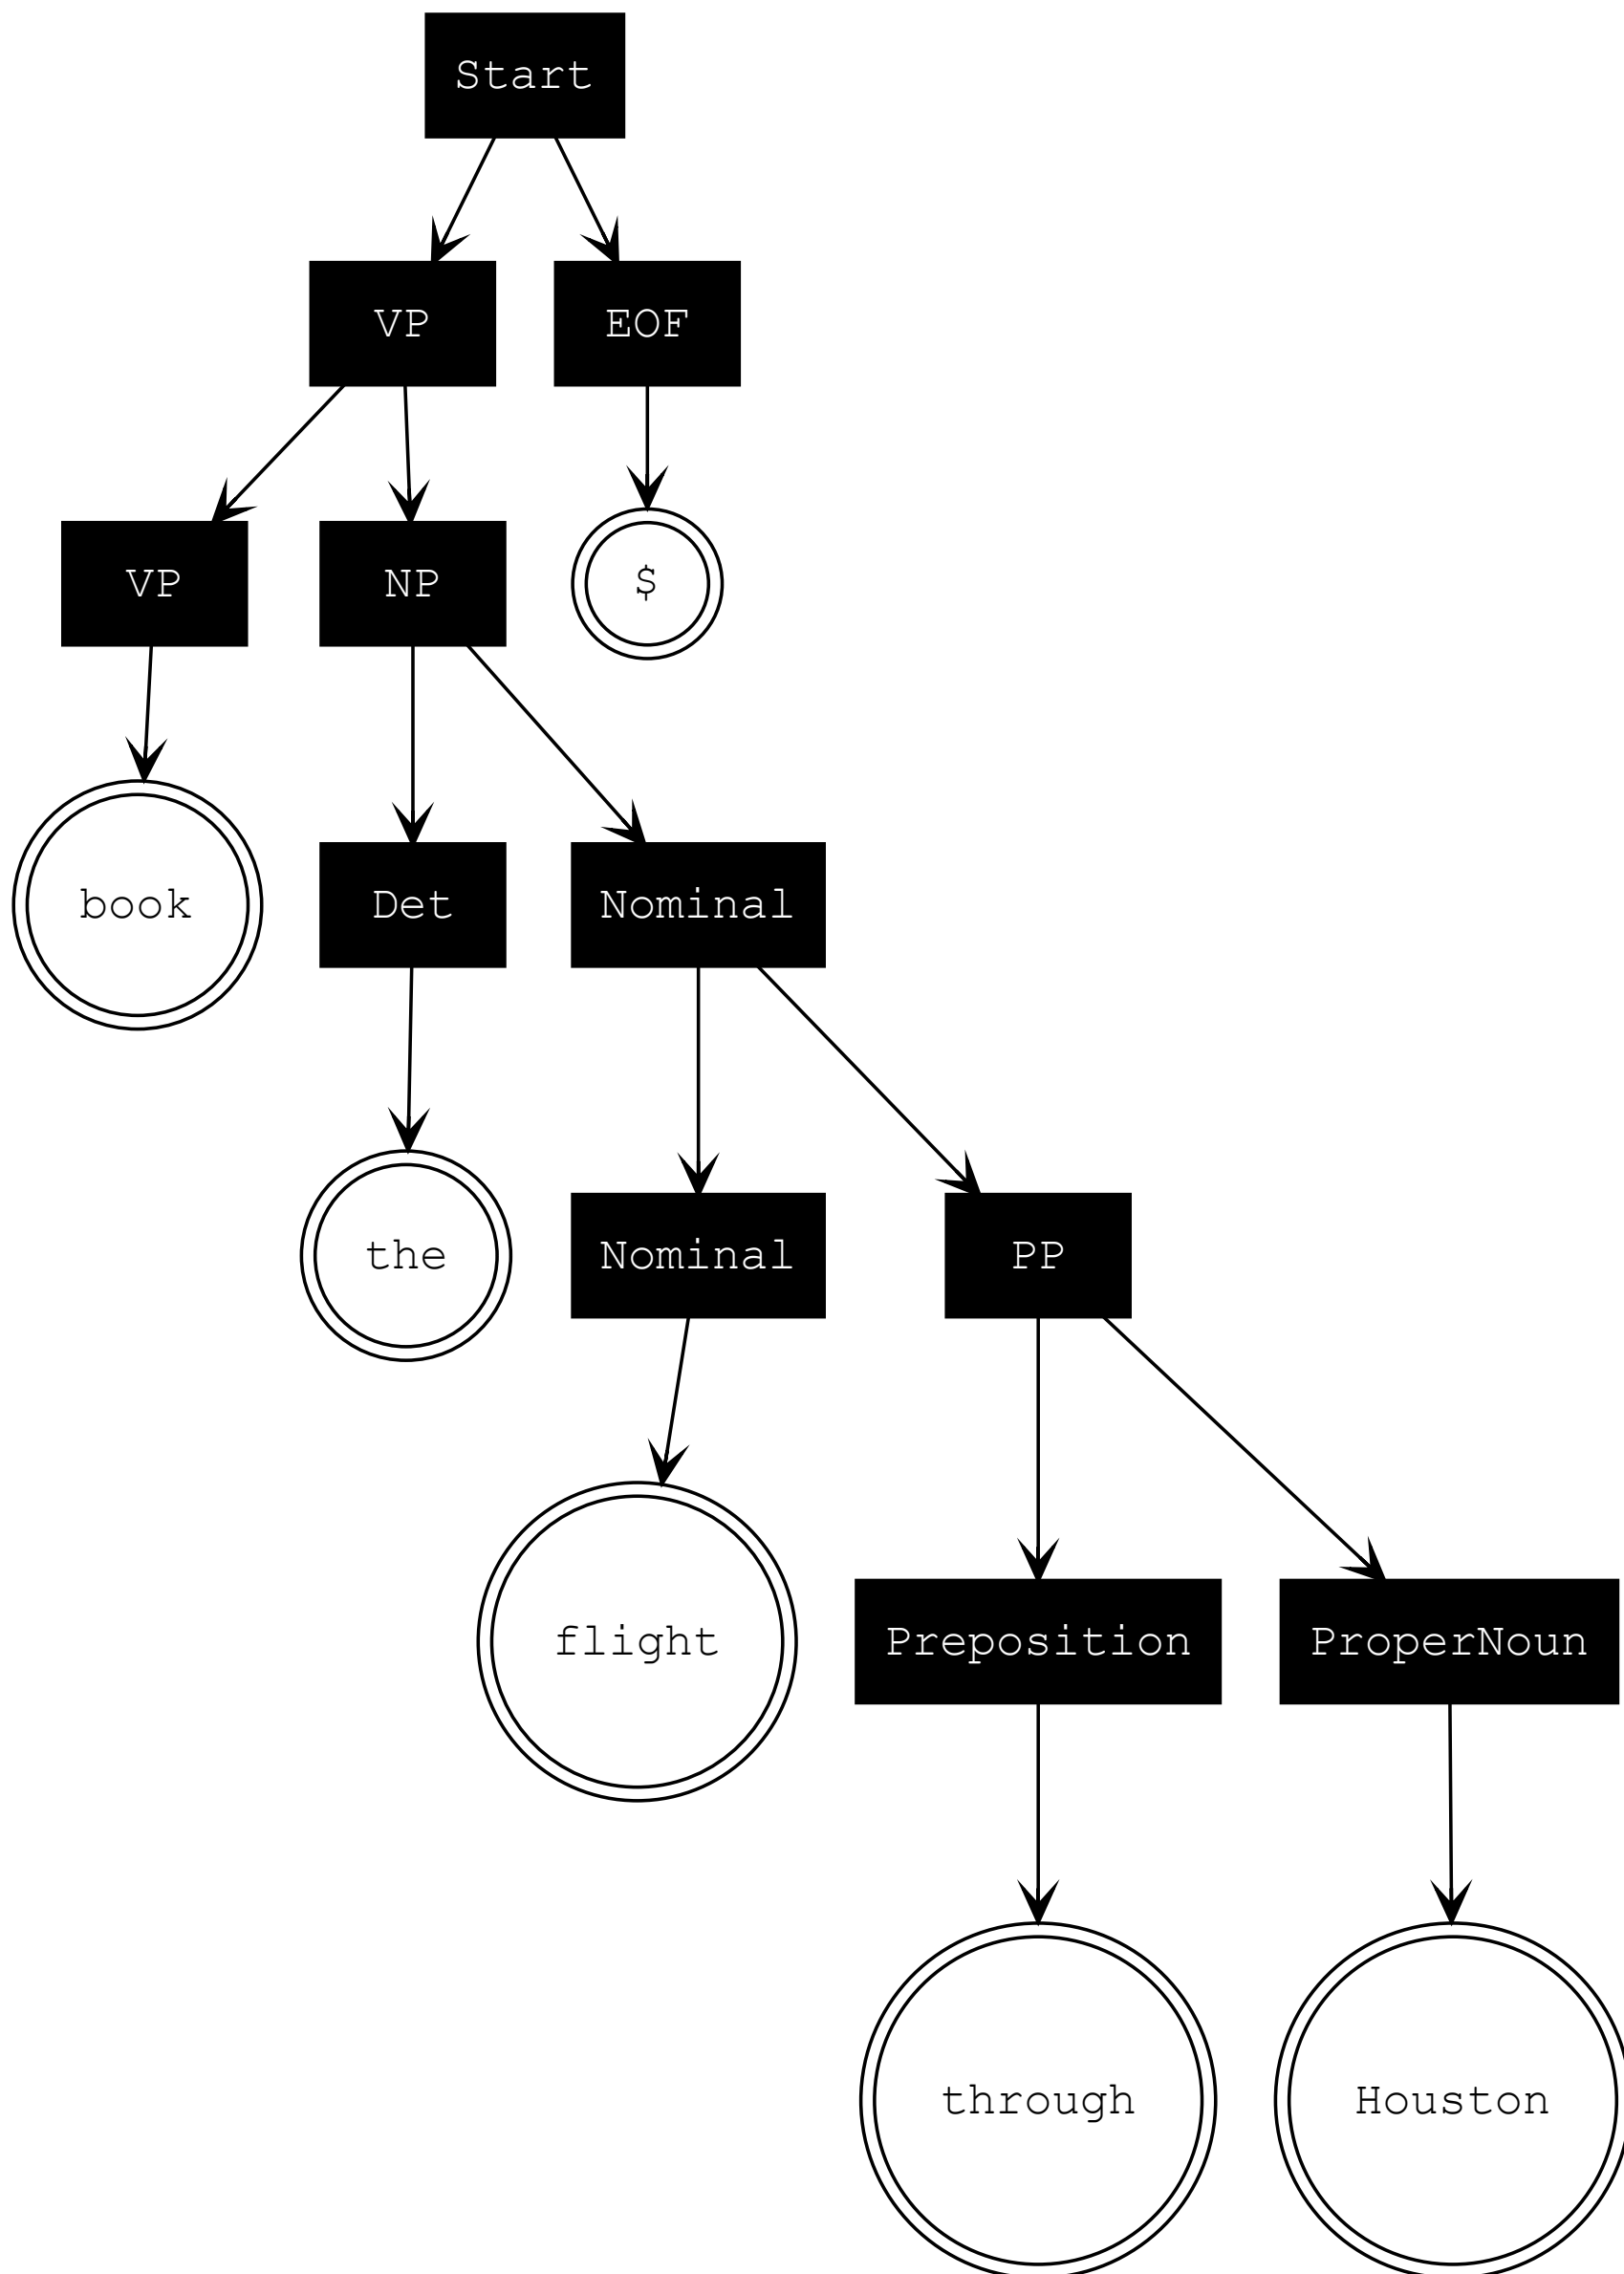 Start
VP EOF
VP NP $
book Det Nominal
the Nominal PP
flight Preposition ProperNoun
through Houston